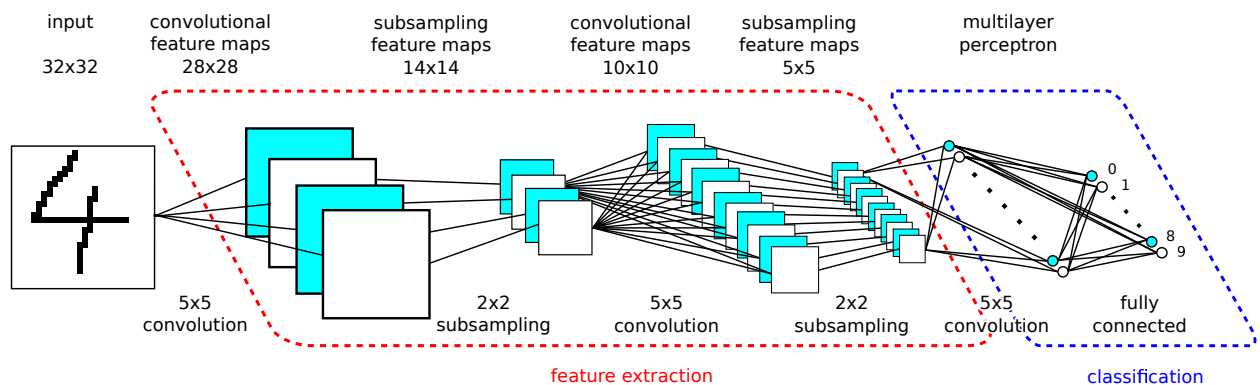 input
32x32
convolutional
feature maps
28x28
subsampling
feature maps
14x14
convolutional
feature maps
10x10
subsampling
feature maps
5x5
multilayer
perceptron
4
0
1
8
9
5x5
convolution
2x2
subsampling
5x5
convolution
2x2
subsampling
5x5
convolution
fully
connected
feature extraction
classification